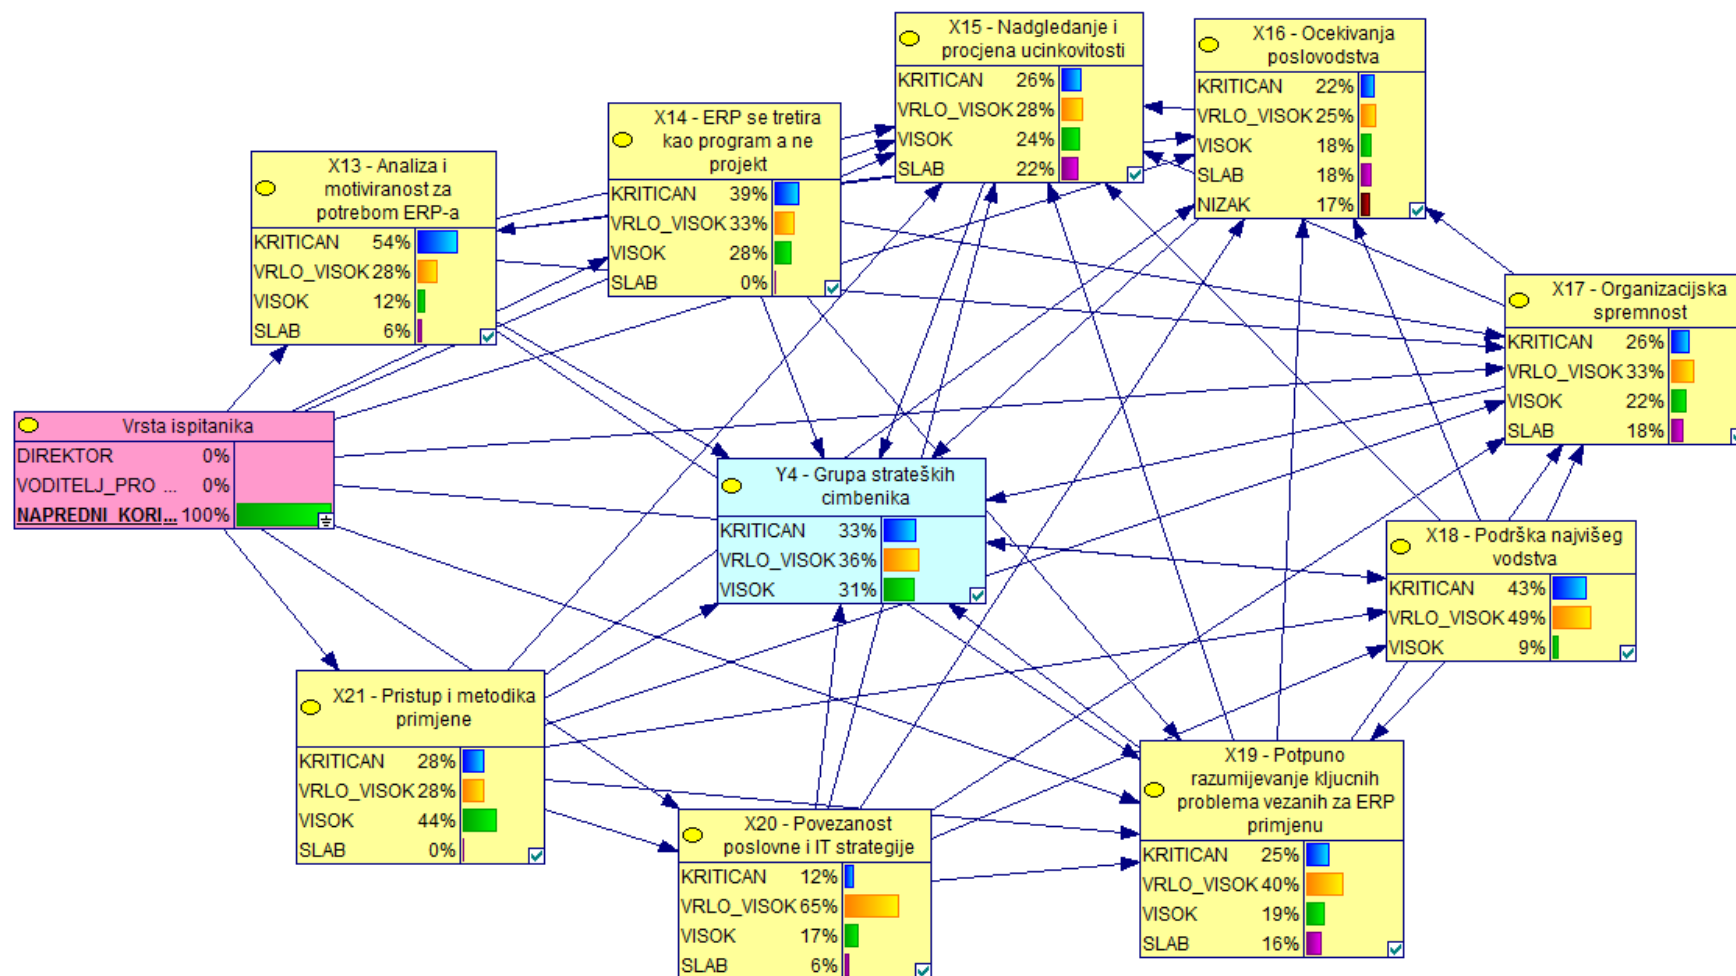 X15 - Nadgledanje i
procjena ucinkovitosti
KRITICAN 26%
VRLO_VISOK 28%
VISOK 24%
SLAB 22%
X16 - Ocekivanja
poslovodstva
KRITICAN 22%
VRLO_VISOK 25%
VISOK 18%
SLAB 18%
NIZAK 17%
X14 - ERP se tretira
kao program a ne
projekt
KRITICAN 39%
VRLO_VISOK 33%
VISOK 28%
SLAB 0%
X13 - Analiza i
motiviranost za
potrebom ERP-a
KRITICAN 54%
VRLO_VISOK 28%
VISOK 12%
SLAB 6%
X17 - Organizacijska
spremnost
KRITICAN 26%
VRLO_VISOK 33%
VISOK 22%
SLAB 18%
Vrsta ispitanika
DIREKTOR 0%
VODITELJ_PRO ... 0%
NAPREDNI_KORI... 100%
Y4 - Grupa strateških
cimbenika
KRITICAN 33%
VRLO_VISOK 36%
VISOK 31%
X18 - Podrška najvišeg
vodstva
KRITICAN 43%
VRLO_VISOK 49%
VISOK 9%
X21 - Pristup i metodika
primjene
KRITICAN 28%
VRLO_VISOK 28%
VISOK 44%
SLAB 0%
X20 - Povezanost
poslovne i IT strategije
KRITICAN 12%
VRLO_VISOK 65%
VISOK 17%
SLAB 6%
X19 - Potpuno
razumijevanje kljucnih
problema vezanih za ERP
primjenu
KRITICAN 25%
VRLO_VISOK 40%
VISOK 19%
SLAB 16%